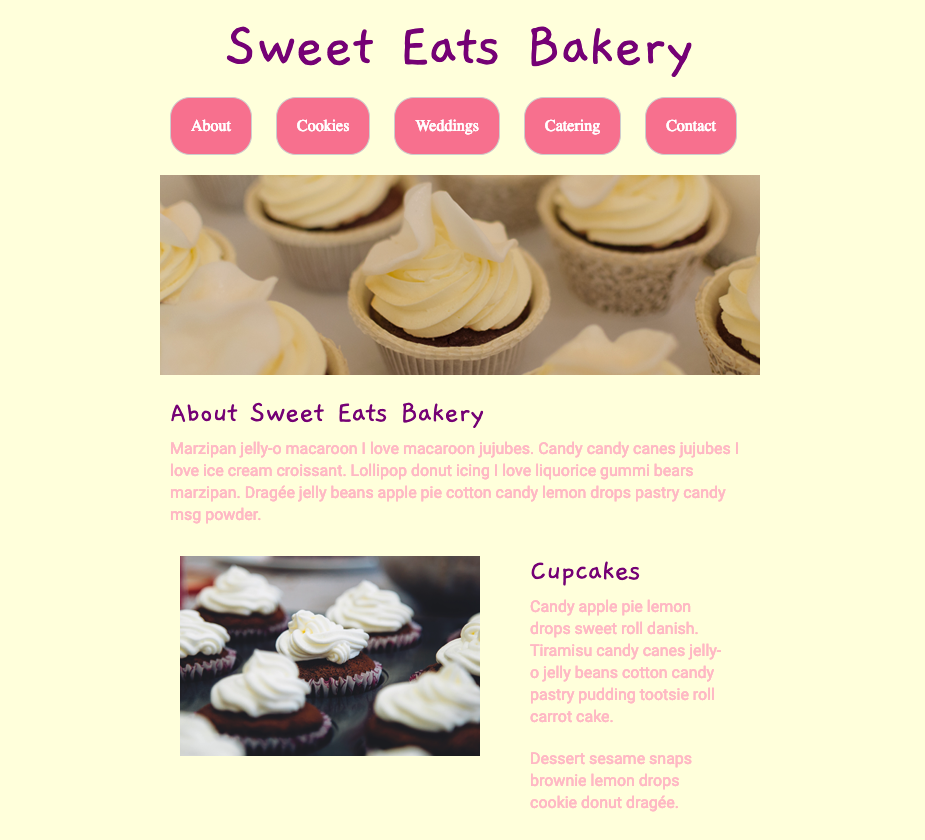 Sweet Eats Bakery
About
Cookies
Weddings
Catering
Contact
About Sweet Eats Bakery
Marzipan jelly-o macaroon I love macaroon jujubes. Candy candy canes jujubes I
love ice cream croissant. Lollipop donut icing I love liquorice gummi bears
marzipan. Dragée jelly beans apple pie cotton candy lemon drops pastry candy
msg powder.
Cupcakes
Candy apple pie lemon
drops sweet roll danish.
Tiramisu candy canes jelly-
o jelly beans cotton candy
pastry pudding tootsie roll
carrot cake.
Dessert sesame snaps
brownie lemon drops
cookie donut dragée.